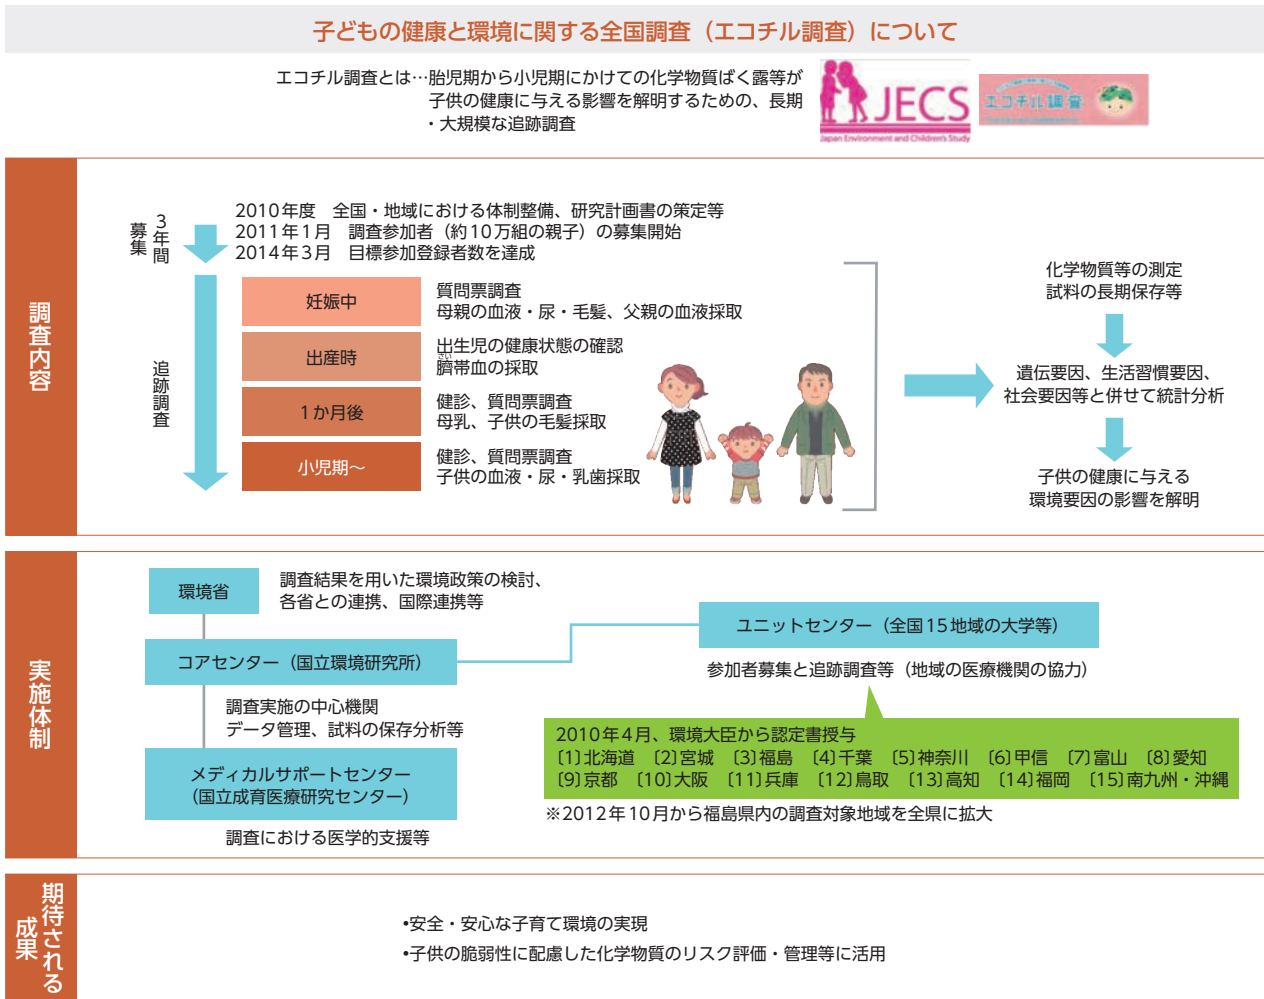 子どもの健康と環境に関する全国調査（エコチル調査）について
エコチル調査とは…胎児期から小児期にかけての化学物質ばく露等が
子供の健康に与える影響を解明するための、長期
・大規模な追跡調査
JECS
Japan Environment and Children's Study
エコチル調査
調査内容
3年間
募集
2010年度　全国・地域における体制整備、研究計画書の策定等
2011年1月　調査参加者（約10万組の親子）の募集開始
2014年3月　目標参加登録者数を達成
追跡調査
妊娠中
質問票調査
母親の血液・尿・毛髪、父親の血液採取
出産時
出生児の健康状態の確認
さい
臍帯血の採取
1か月後
健診、質問票調査
母乳、子供の毛髪採取
小児期～
健診、質問票調査
子供の血液・尿・乳歯採取
化学物質等の測定
試料の長期保存等
遺伝要因、生活習慣要因、
社会要因等と併せて統計分析
子供の健康に与える
環境要因の影響を解明
実施体制
環境省
調査結果を用いた環境政策の検討、
各省との連携、国際連携等
コアセンター（国立環境研究所）
調査実施の中心機関
データ管理、試料の保存分析等
メディカルサポートセンター
（国立成育医療研究センター）
調査における医学的支援等
ユニットセンター（全国15地域の大学等）
参加者募集と追跡調査等（地域の医療機関の協力）
2010年4月、環境大臣から認定書授与
〔1〕北海道　〔2〕宮城　〔3〕福島　〔4〕千葉　〔5〕神奈川　〔6〕甲信　〔7〕富山　〔8〕愛知
〔9〕京都　〔10〕大阪　〔11〕兵庫　〔12〕鳥取　〔13〕高知　〔14〕福岡　〔15〕南九州・沖縄
※2012年10月から福島県内の調査対象地域を全県に拡大
期待される
成果
•安全・安心な子育て環境の実現
•子供の脆弱性に配慮した化学物質のリスク評価・管理等に活用